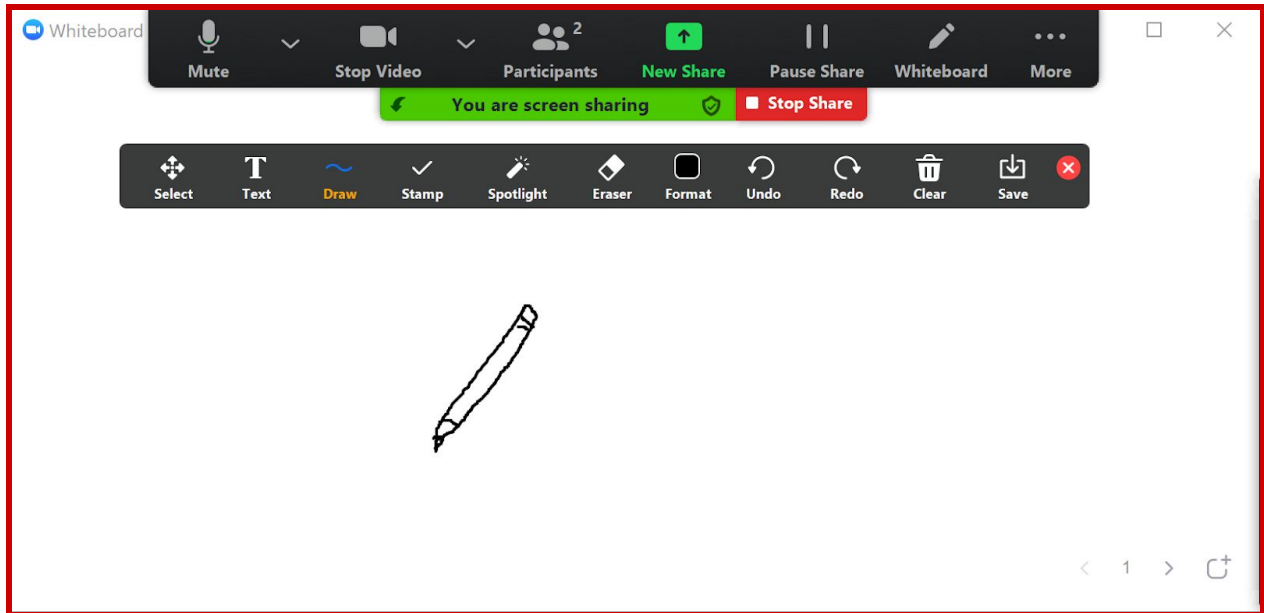 Whiteboard
2
Mute Stop Video Participants New Share Pause Share Whiteboard More
You are screen sharing Stop Share
Select Text Draw Stamp Spotlight Eraser Format Undo Redo Clear Save
1